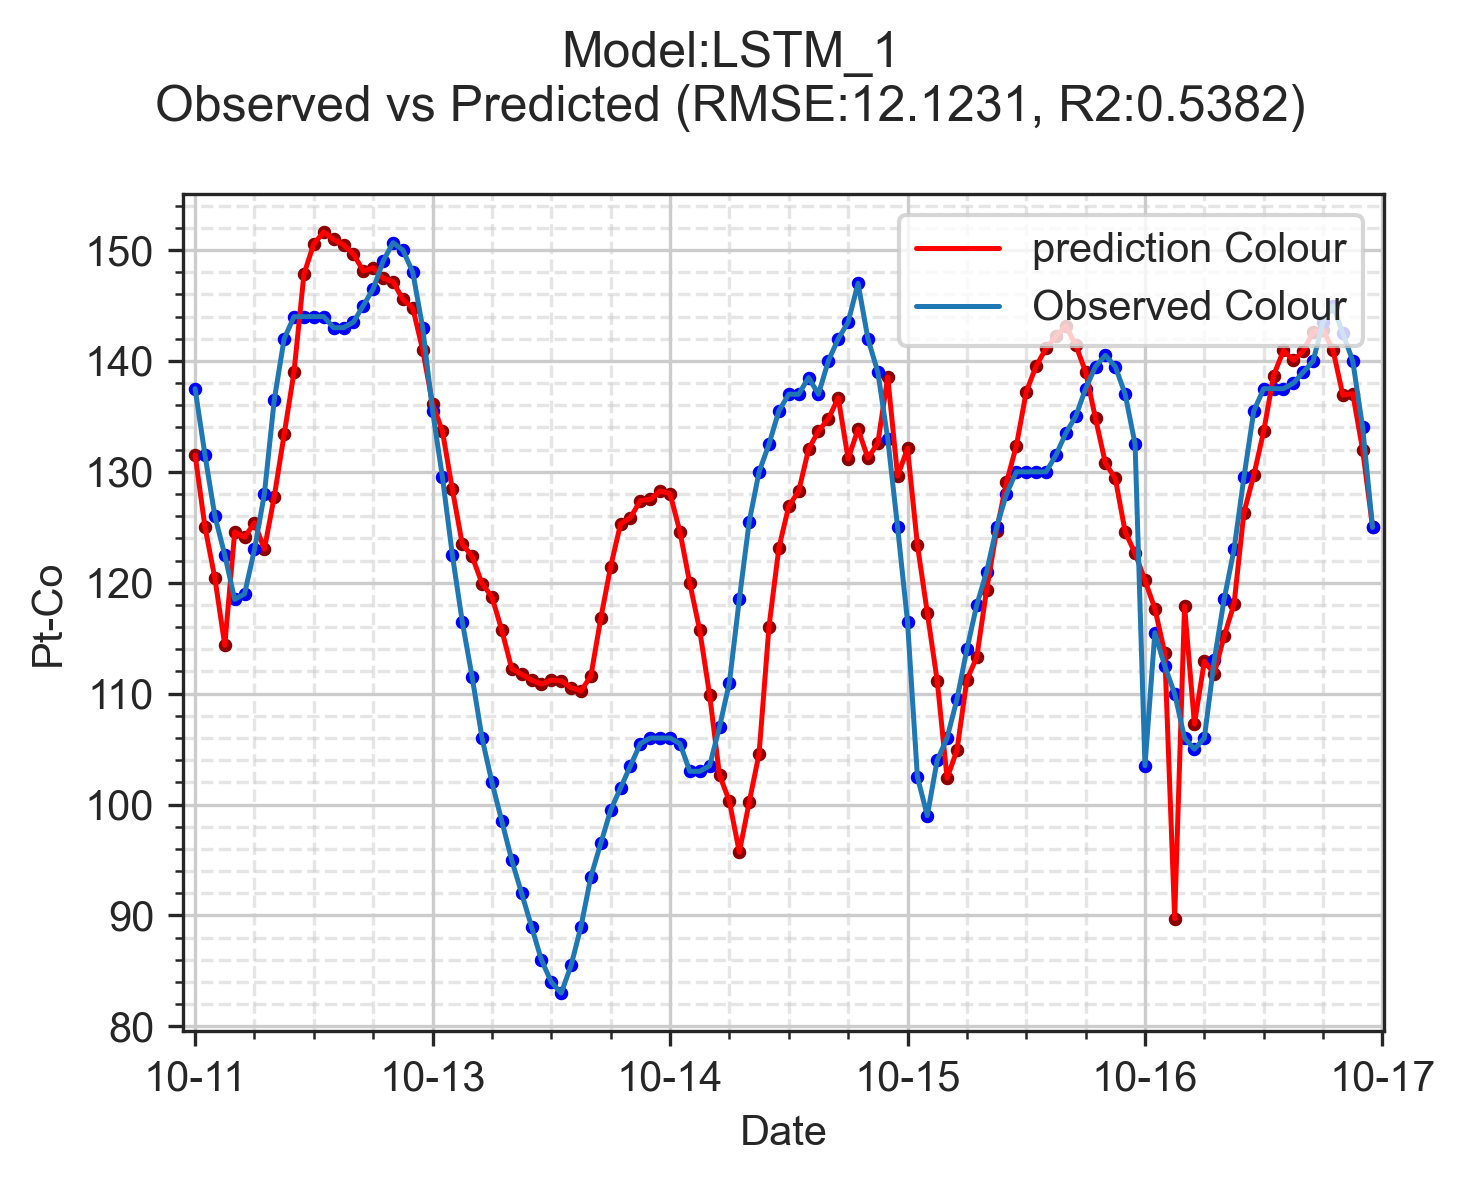 Model:LSTM_1
Observed vs Predicted (RMSE:12.1231, R2:0.5382)
prediction Colour
Observed Colour
150
140
130
120
110
100
90
80
Pt-Co
10-11 10-13 10-14 10-15 10-16 10-17
Date